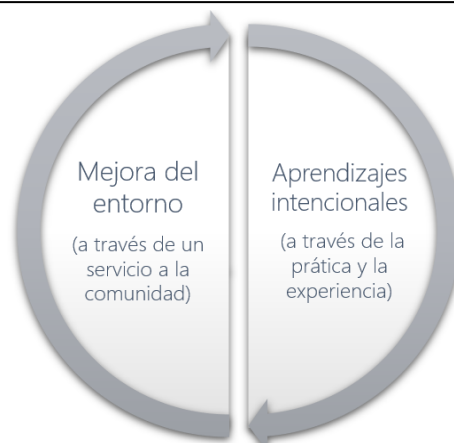 Mejora del
entorno
(a través de un
servicio a la
comunidad)
Aprendizajes
intencionales
(a través de la
prática y la
experiencia)